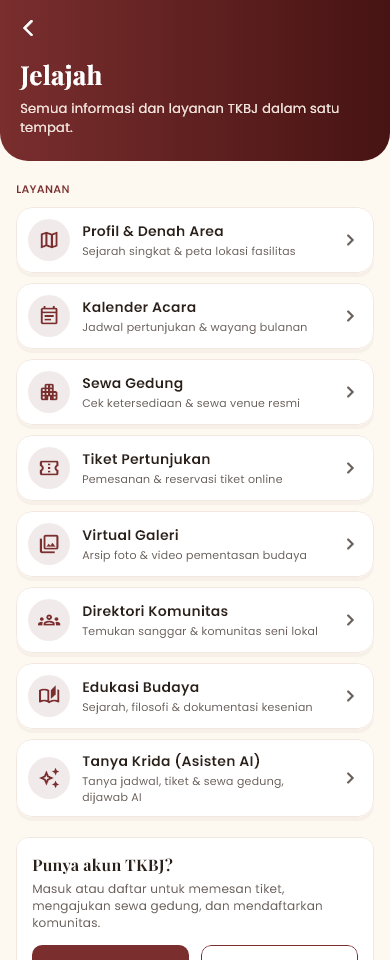 Jelajah
Semua informasi dan layanan TKBJ dalam satu
tempat.
LAYANAN
Profil & Denah Area
Sejarah singkat & peta lokasi fasilitas
Kalender Acara
Jadwal pertunjukan & wayang bulanan
Sewa Gedung
Cek ketersediaan & sewa venue resmi
Tiket Pertunjukan
Pemesanan & reservasi tiket online
Virtual Galeri
Arsip foto & video pementasan budaya
Direktori Komunitas
Temukan sanggar & komunitas seni lokal
Edukasi Budaya
Sejarah, filosofi & dokumentasi kesenian
Tanya Krida (Asisten AI)
Tanya jadwal, tiket & sewa gedung,
dijawab AI
Punya akun TKBJ?
Masuk atau daftar untuk memesan tiket,
mengajukan sewa gedung, dan mendaftarkan
komunitas.